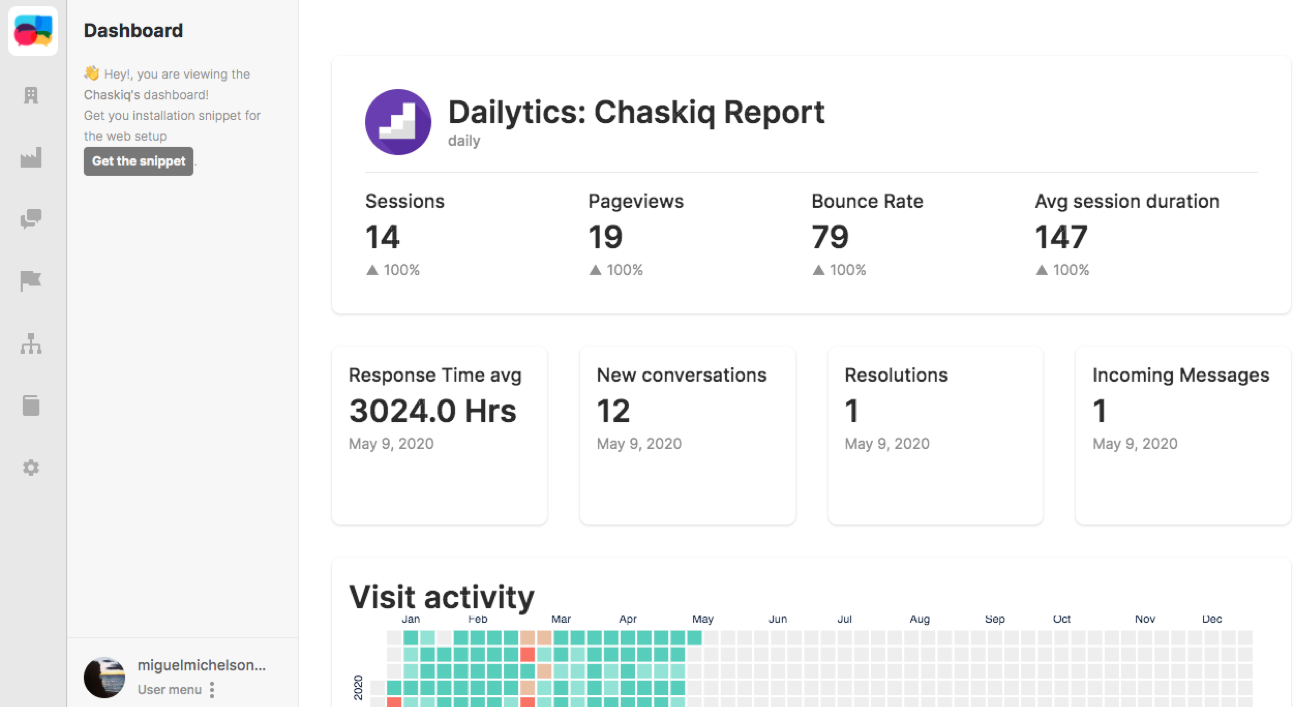 Dashboard
👋 Hey!, you are viewing the
Chaskiq's dashboard!
Get you installation snippet for
the web setup
Get the snippet.
miguelmichelson...
User menu
Dailytics: Chaskiq Report
daily
Sessions
14
▲ 100%
Pageviews
19
▲ 100%
Bounce Rate
79
▲ 100%
Avg session duration
147
▲ 100%
Response Time avg
3024.0 Hrs
May 9, 2020
New conversations
12
May 9, 2020
Resolutions
1
May 9, 2020
Incoming Messages
1
May 9, 2020
Visit activity
Jan Feb Mar Apr May Jun Jul Aug Sep Oct Nov Dec
2020